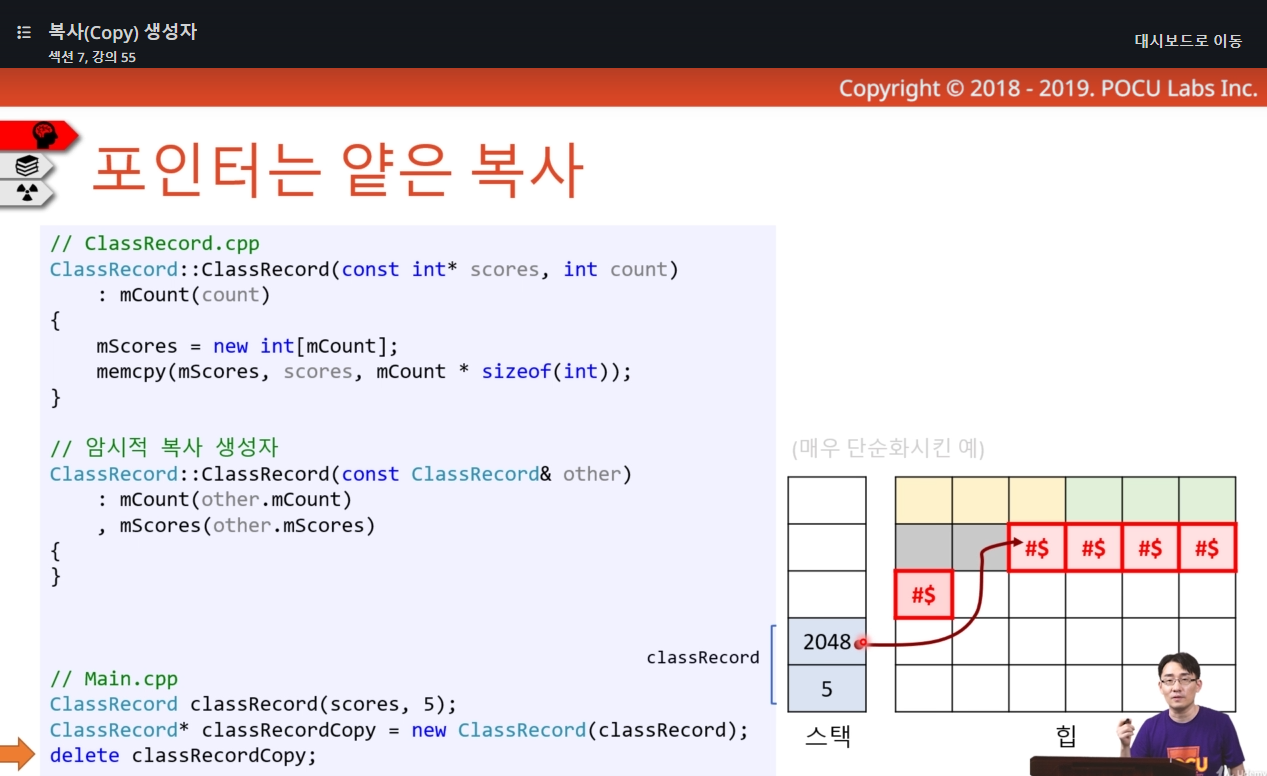 복사(Copy) 생성자
섹션 7, 강의 55
대시보드로 이동
Copyright © 2018 - 2019. POCU Labs Inc.
포인터는 얕은 복사
// ClassRecord.cpp
ClassRecord::ClassRecord(const int* scores, int count)
    : mCount(count)
{
    mScores = new int[mCount];
    memcpy(mScores, scores, mCount * sizeof(int));
}
// 암시적 복사 생성자
ClassRecord::ClassRecord(const ClassRecord& other)
    : mCount(other.mCount)
    , mScores(other.mScores)
{
}
// Main.cpp
ClassRecord classRecord(scores, 5);
ClassRecord* classRecordCopy = new ClassRecord(classRecord);
delete classRecordCopy;
(매우 단순화시킨 예)
#$ #$ #$ #$
#$
classRecord
2048
5
스택
힙